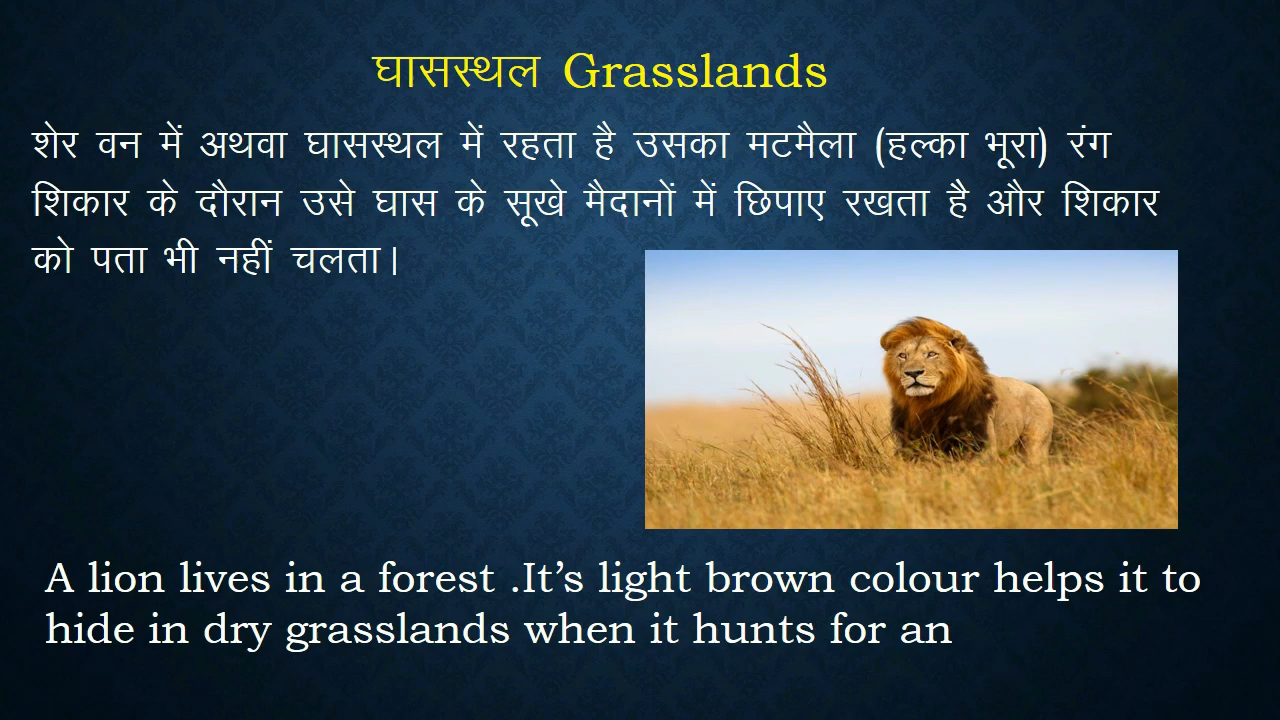 घासस्थल Grasslands
शेर वन में अथवा घासस्थल में रहता है उसका मटमैला (हल्का भूरा) रंग
शिकार के दौरान उसे घास के सूखे मैदानों में छिपाए रखता है और शिकार
को पता भी नहीं चलता।
A lion lives in a forest .It’s light brown colour helps it to
hide in dry grasslands when it hunts for an